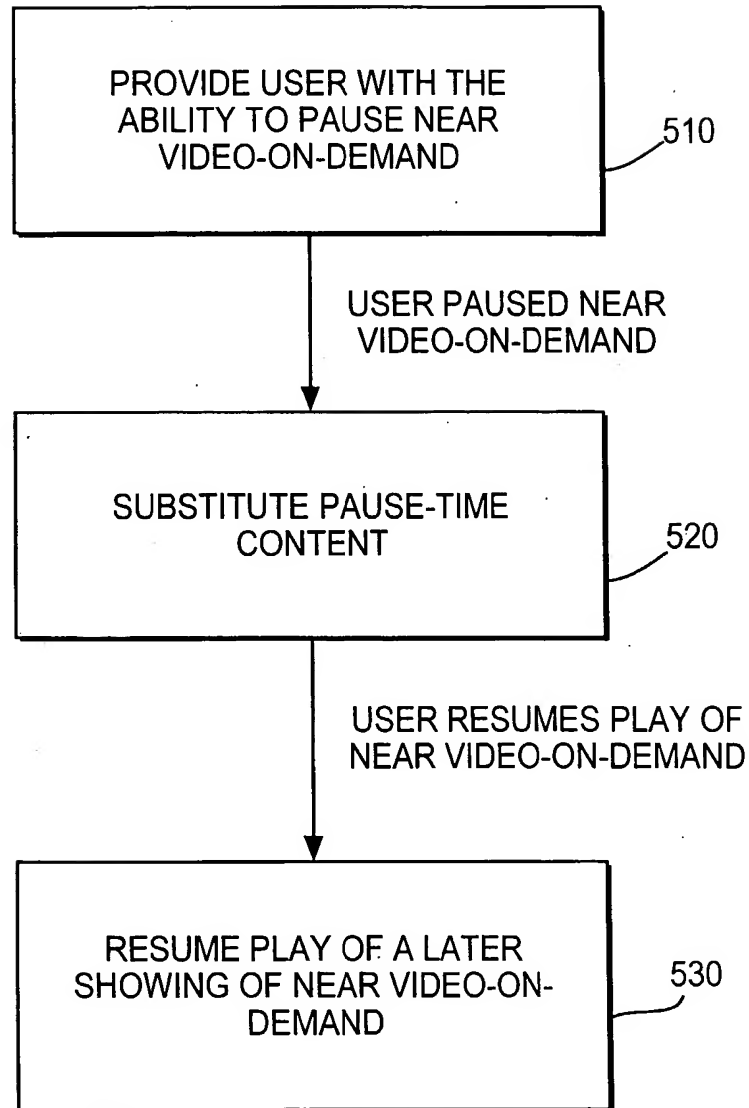 PROVIDE USER WITH THE
ABILITY TO PAUSE NEAR
VIDEO-ON-DEMAND
510
USER PAUSED NEAR
VIDEO-ON-DEMAND
SUBSTITUTE PAUSE-TIME
CONTENT
520
USER RESUMES PLAY OF
NEAR VIDEO-ON-DEMAND
RESUME PLAY OF A LATER
SHOWING OF NEAR VIDEO-ON-
DEMAND
530